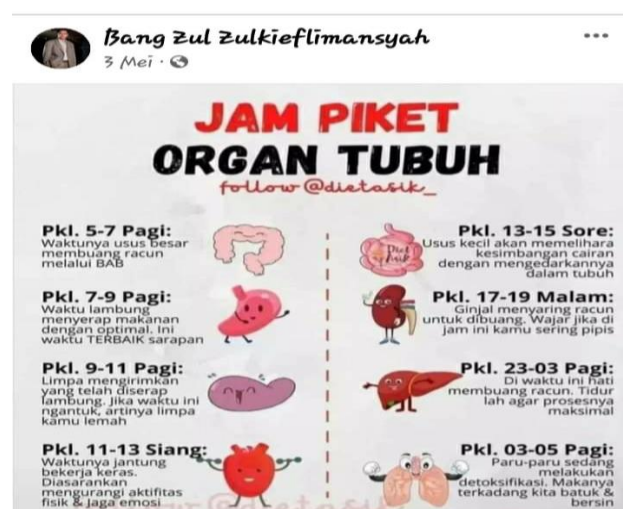 Bang Zul Zulkieflimansyah
3 Mei
JAM PIKET
ORGAN TUBUH
follow @dietasik_
Pkl. 5-7 Pagi:
Waktunya usus besar
membuang racun
melalui BAB
Pkl. 7-9 Pagi:
Waktu lambung
menyerap makanan
dengan optimal. Ini
waktu TERBAIK sarapan
Pkl. 9-11 Pagi:
Limpa mengirimkan
yang telah diserap
lambung. Jika waktu ini
ngantuk, artinya limpa
kamu lemah
Pkl. 11-13 Siang:
Waktunya jantung
bekerja keras.
Diasarankan
mengurangi aktifitas
fisik & jaga emosi
Pkl. 13-15 Sore:
Usus kecil akan memelihara
kesimbangan cairan
dengan mengedarkannya
dalam tubuh
Diet
Asik
Pkl. 17-19 Malam:
Ginjal menyaring racun
untuk dibuang. Wajar jika di
jam ini kamu sering pipis
Pkl. 23-03 Pagi:
Di waktu ini hati
membuang racun. Tidur
lah agar prosesnya
maksimal
Pkl. 03-05 Pagi:
Paru-paru sedang
melakukan
detoksifikasi. Makanya
terkadang kita batuk &
bersin